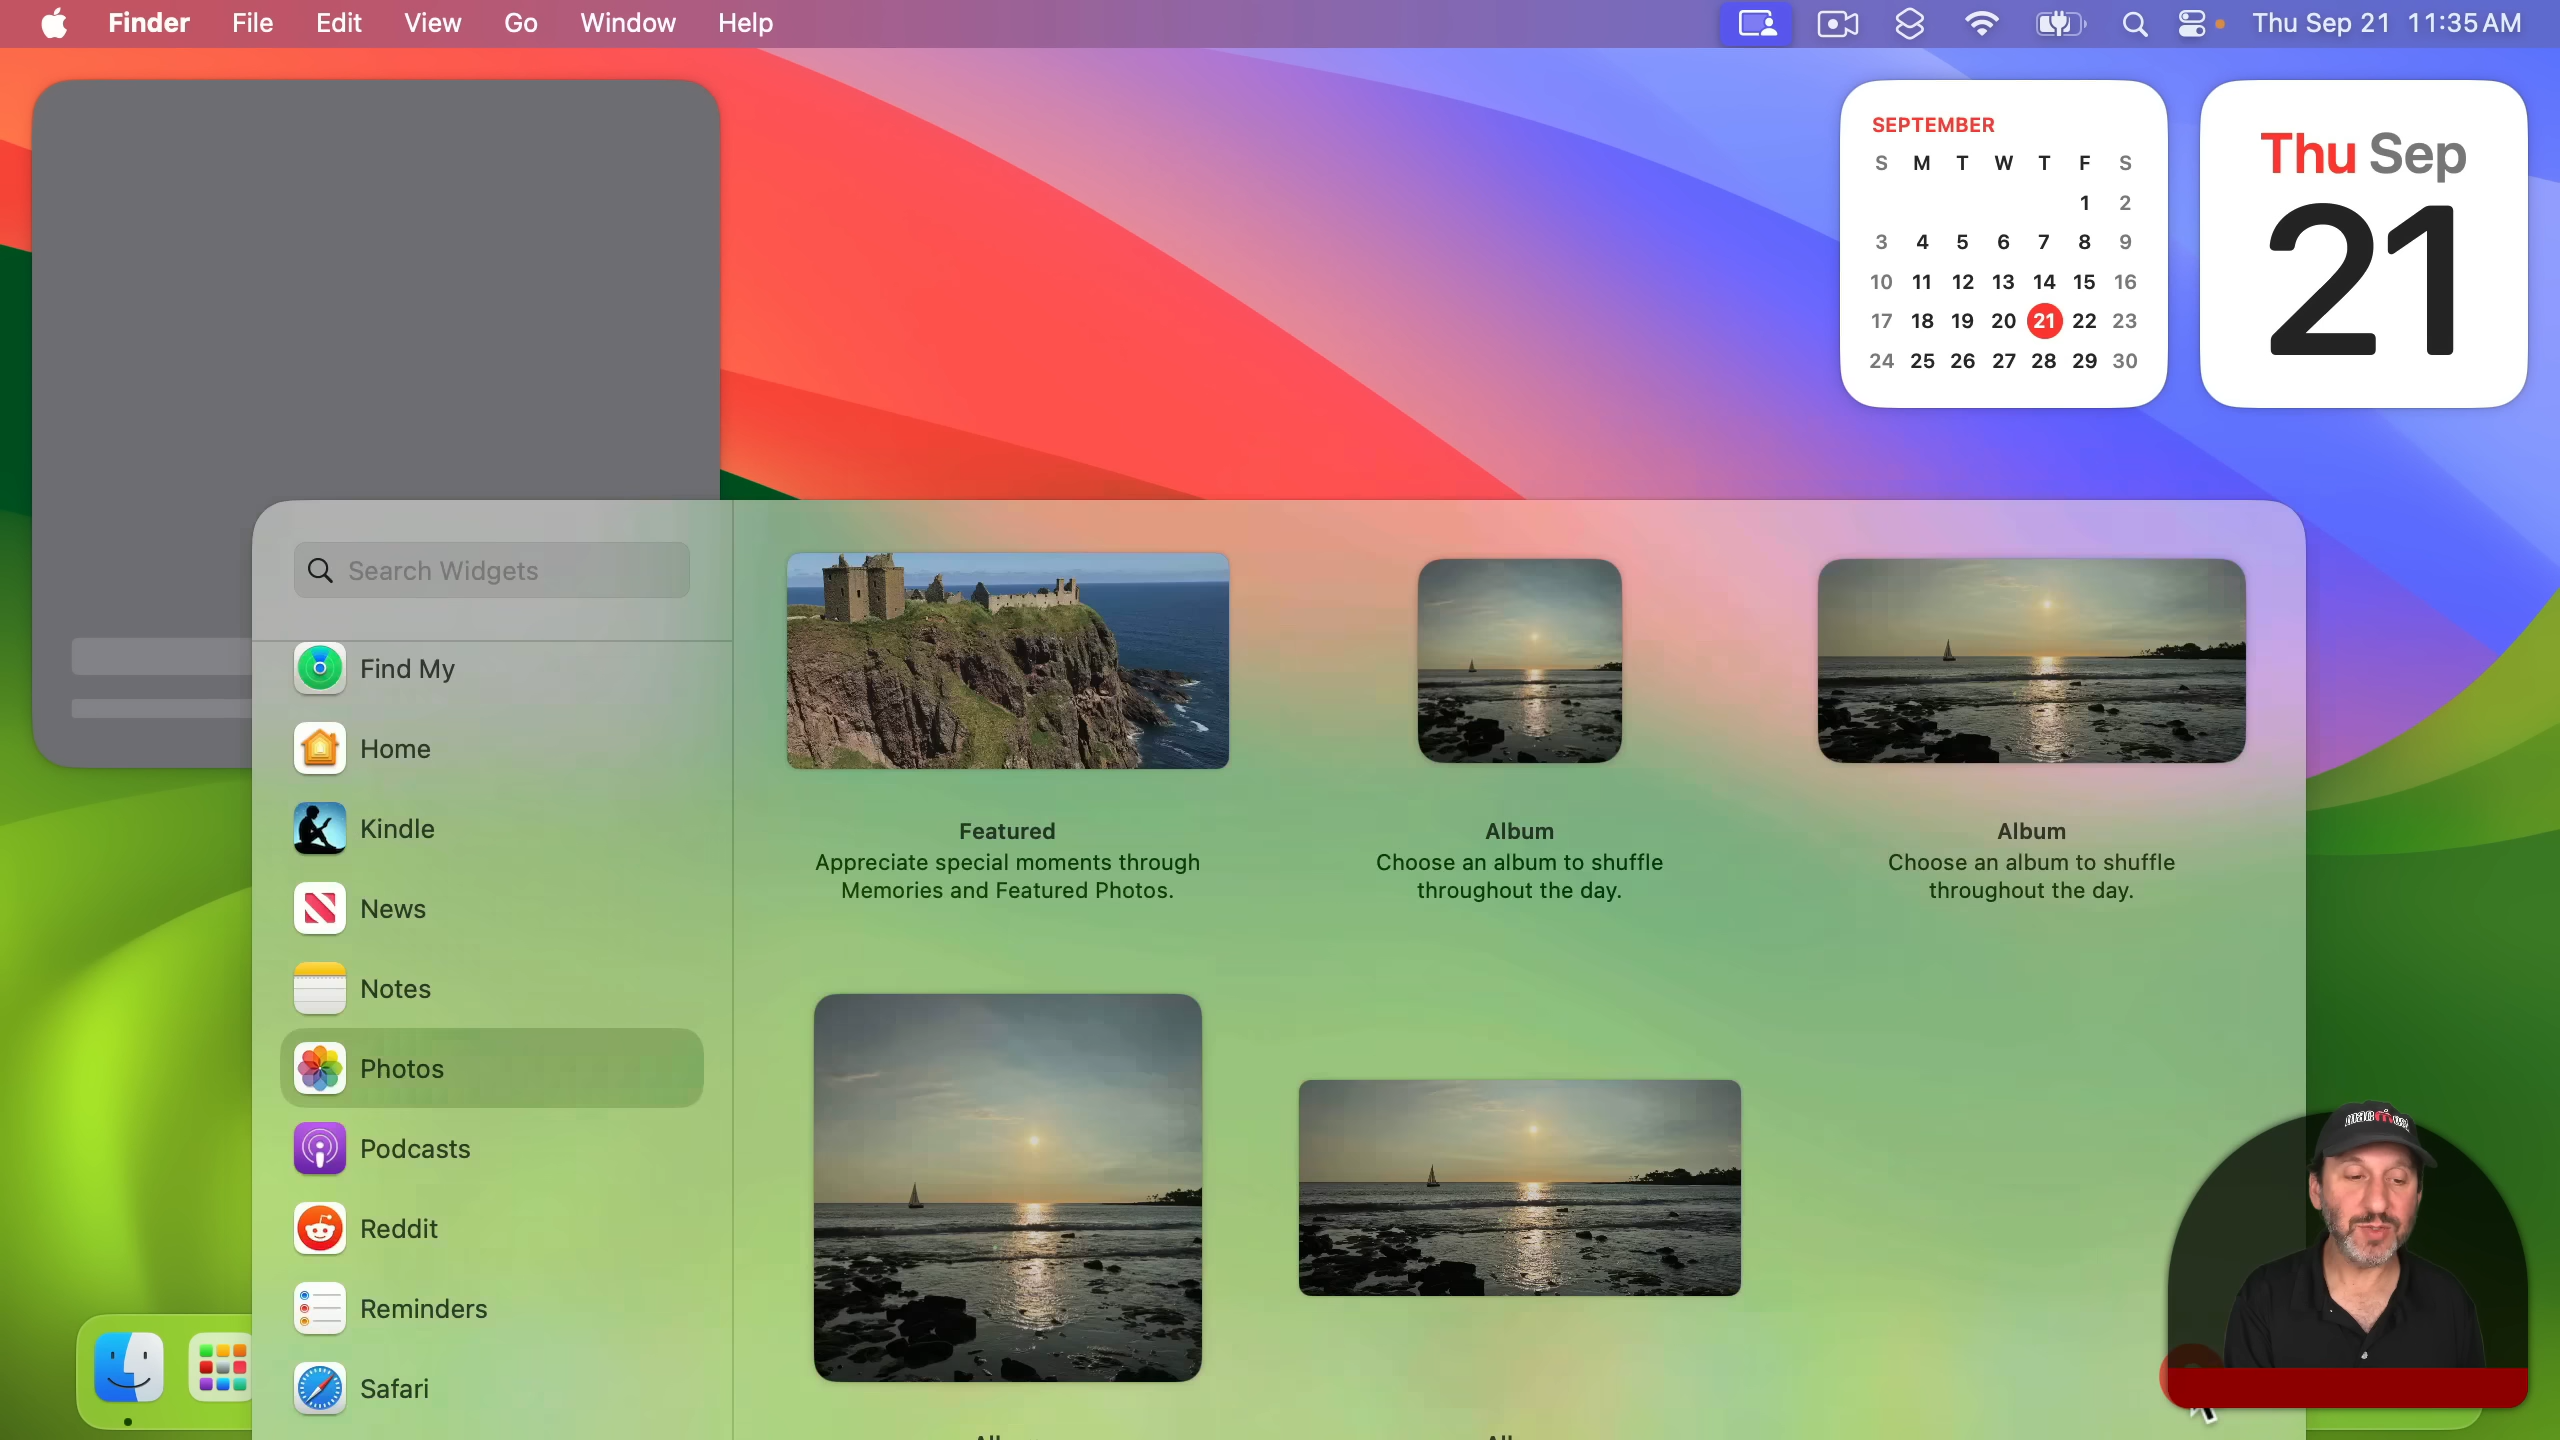 Finder File Edit View Go Window Help
Thu Sep 21 11:35 AM
SEPTEMBER
S M T W T F S
1 2
3 4 5 6 7 8 9
10 11 12 13 14 15 16
17 18 19 20 21 22 23
24 25 26 27 28 29 30
Thu Sep
21
Search Widgets
Find My
Home
Kindle
News
Notes
Photos
Podcasts
Reddit
Reminders
Safari
Featured
Appreciate special moments through
Memories and Featured Photos.
Album
Choose an album to shuffle
throughout the day.
Album
Choose an album to shuffle
throughout the day.